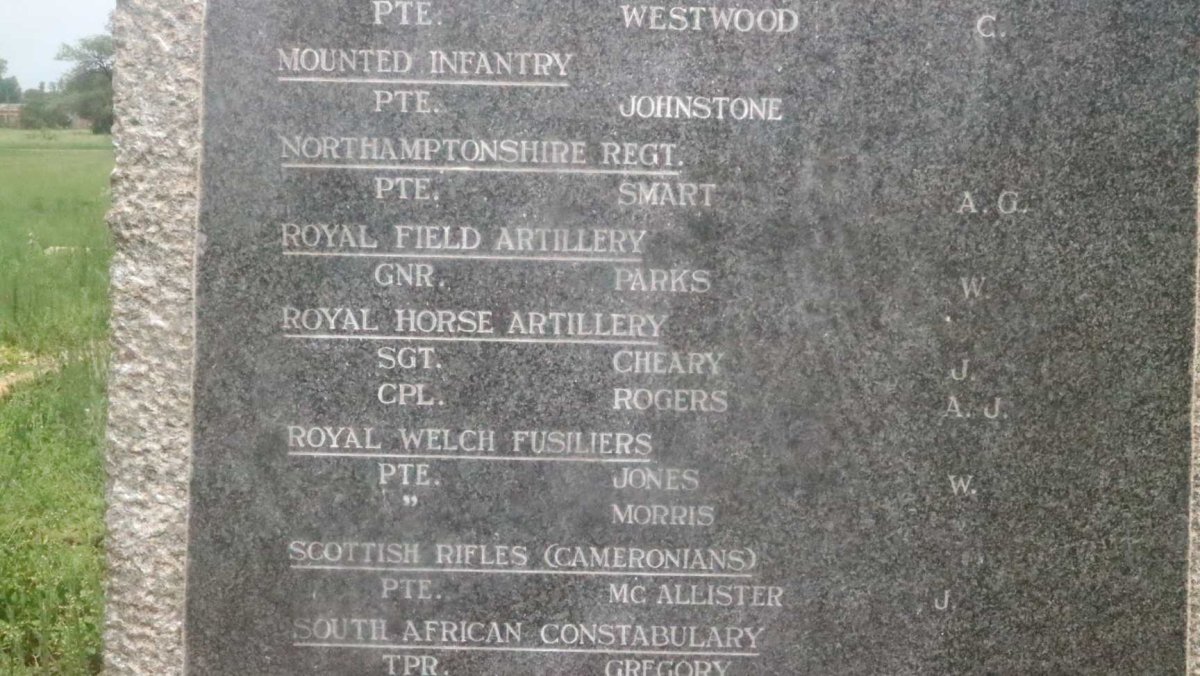 PTE. WESTWOOD C.
MOUNTED INFANTRY
PTE. JOHNSTONE
NORTHAMPTONSHIRE REGT.
PTE. SMART A.G.
ROYAL FIELD ARTILLERY
GNR. PARKS W.
ROYAL HORSE ARTILLERY
SGT. CHEARY J.
CPL. ROGERS A.J.
ROYAL WELCH FUSILIERS
PTE. JONES W.
" MORRIS
SCOTTISH RIFLES (CAMERONIANS)
PTE. MC ALLISTER J.
SOUTH AFRICAN CONSTABULARY
TPR. GREGORY